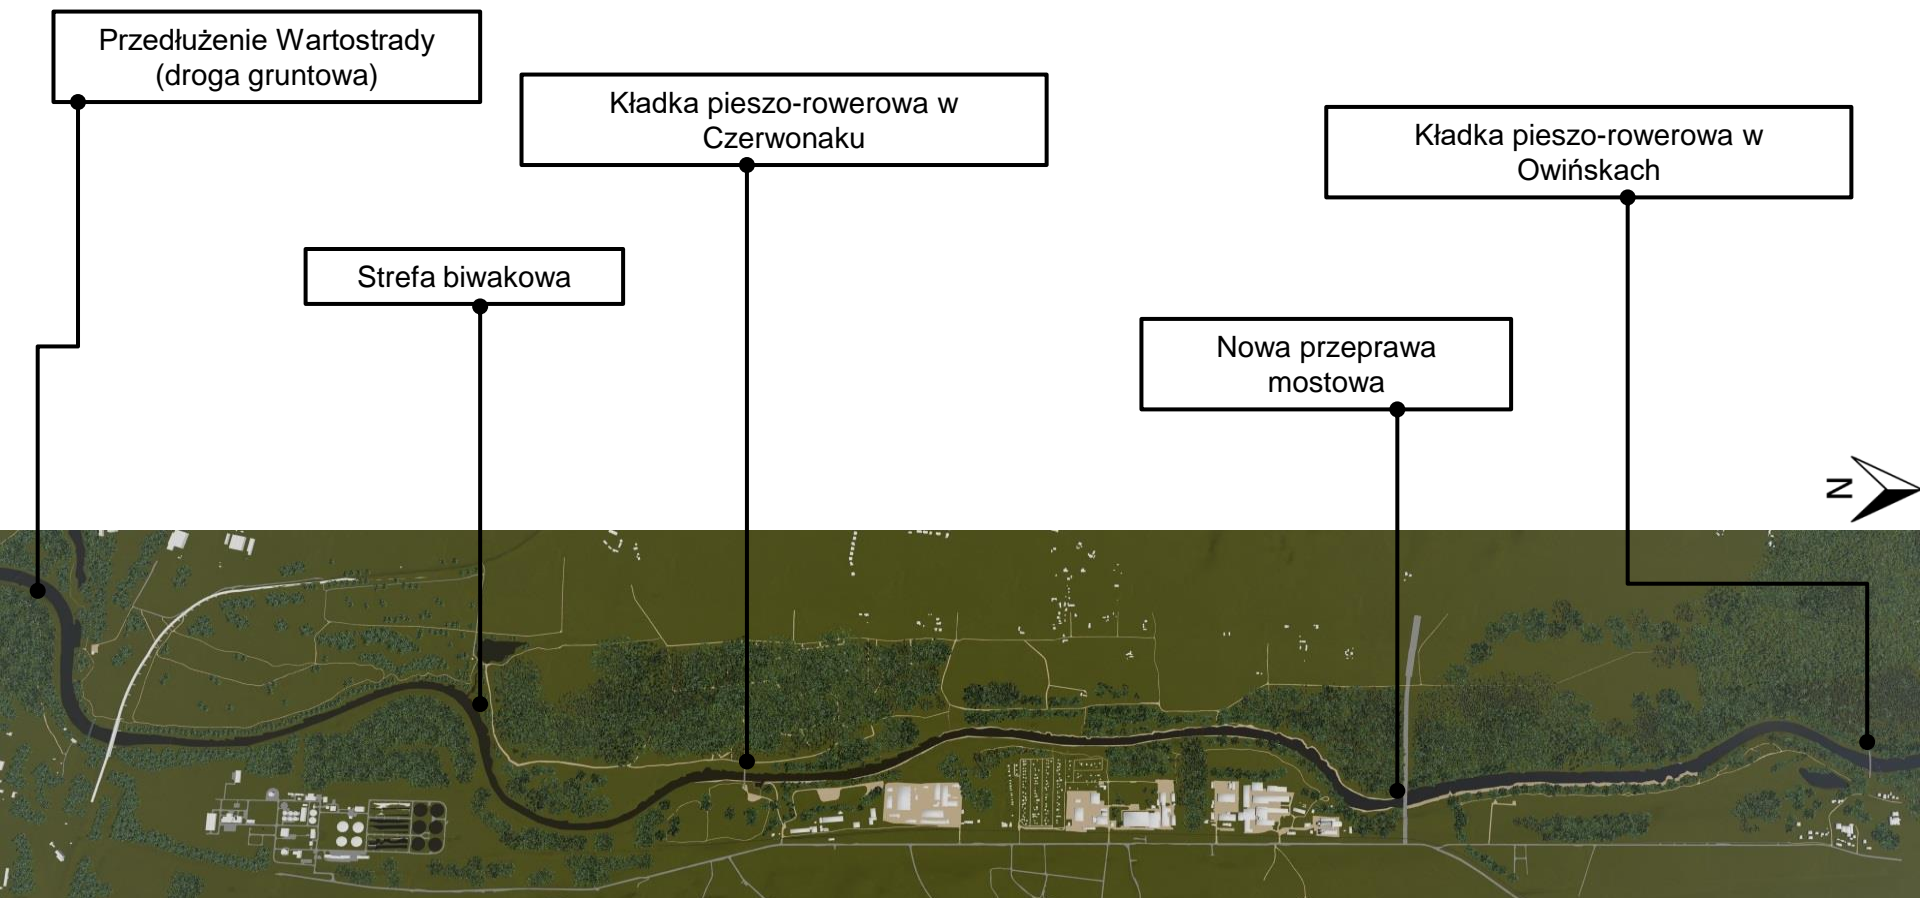 Przedłużenie Wartostrady
(droga gruntowa)
Kładka pieszo-rowerowa w
Czerwonaku
Kładka pieszo-rowerowa w
Owińskach
Strefa biwakowa
Nowa przeprawa
mostowa
N